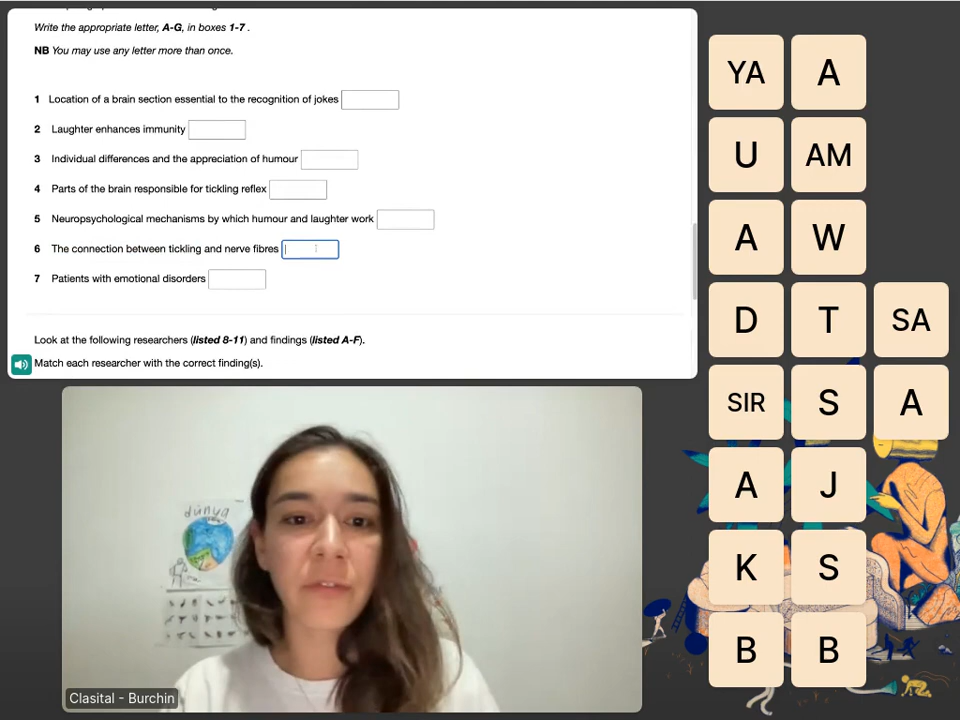 Write the appropriate letter, A-G, in boxes 1-7 .
NB You may use any letter more than once.
1 Location of a brain section essential to the recognition of jokes
2 Laughter enhances immunity
3 Individual differences and the appreciation of humour
4 Parts of the brain responsible for tickling reflex
5 Neuropsychological mechanisms by which humour and laughter work
6 The connection between tickling and nerve fibres
7 Patients with emotional disorders
Look at the following researchers (listed 8-11) and findings (listed A-F).
Match each researcher with the correct finding(s).
YA A
U AM
A W
D T SA
SIR S A
A J
K S
B B
dünya
Clasital - Burchin